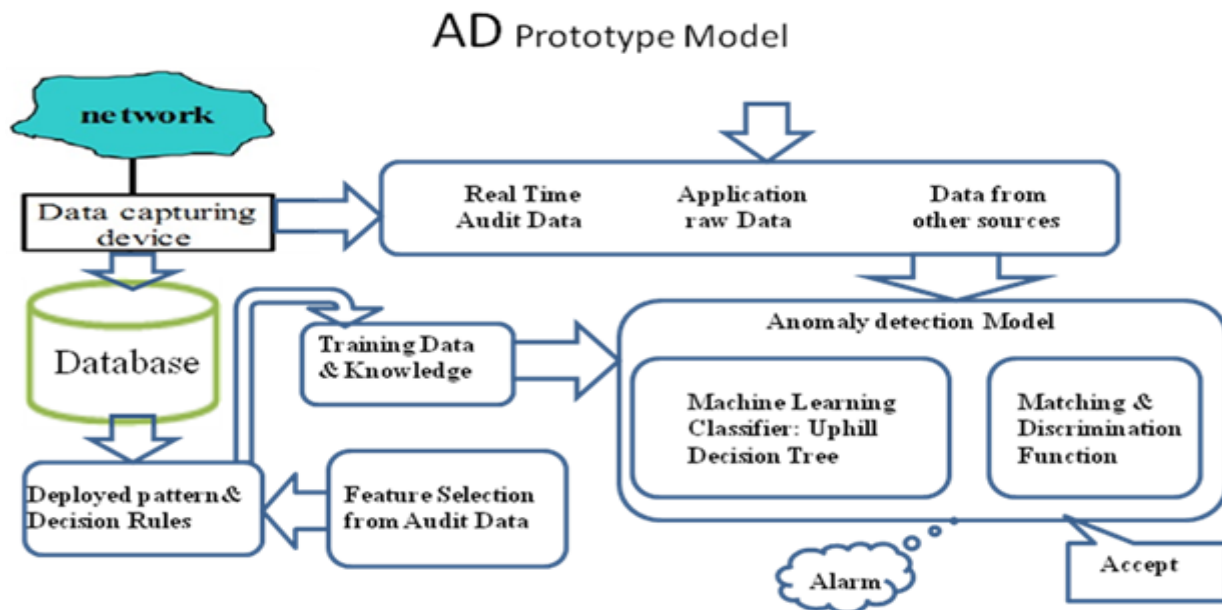 AD Prototype Model
network
Data capturing
device
Real Time
Audit Data
Application
raw Data
Data from
other sources
Database
Training Data
& Knowledge
Anomaly detection Model
Machine Learning
Classifier: Uphill
Decision Tree
Matching &
Discrimination
Function
Deployed pattern&
Decision Rules
Feature Selection
from Audit Data
Alarm
Accept